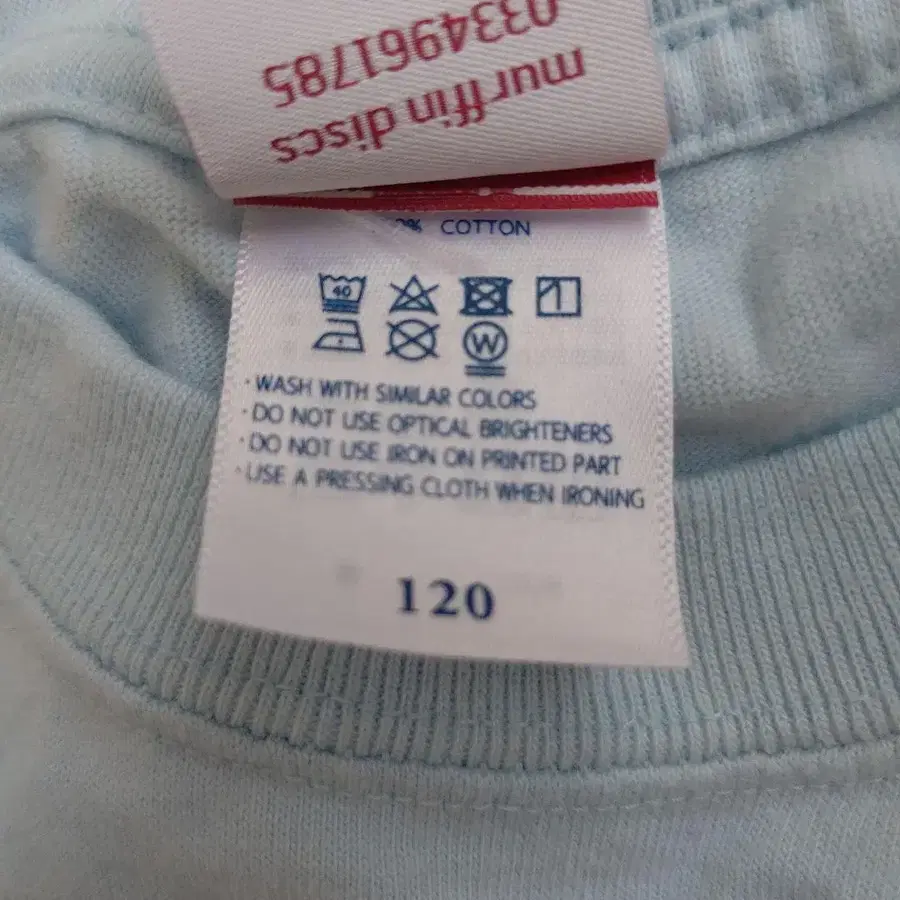 0334961785
murffin discs
0% COTTON
40
W
·WASH WITH SIMILAR COLORS
·DO NOT USE OPTICAL BRIGHTENERS
·DO NOT USE IRON ON PRINTED PART
·USE A PRESSING CLOTH WHEN IRONING
120